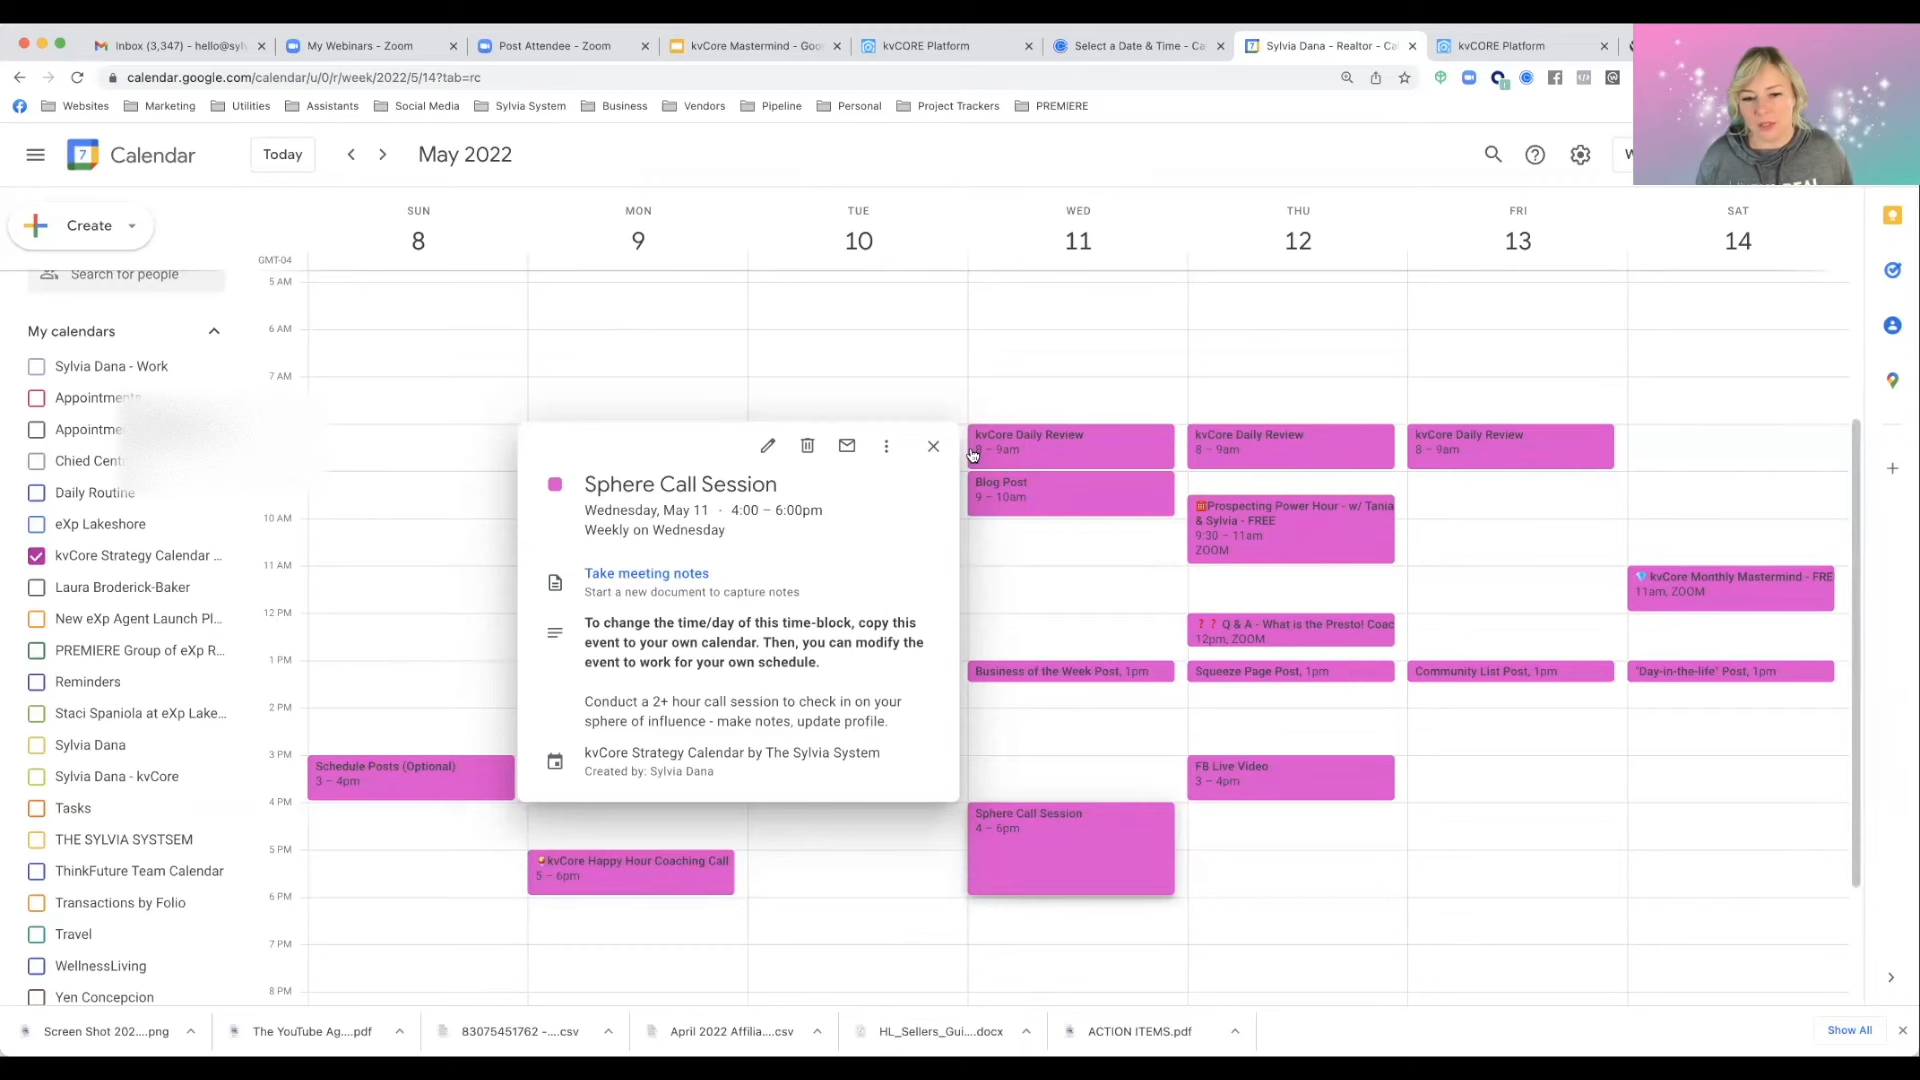 Inbox (3,347) - hello@syl
My Webinars - Zoom
Post Attendee - Zoom
kvCore Mastermind - Goo
kvCORE Platform
Select a Date & Time - Ca
Sylvia Dana - Realtor - Ca
kvCORE Platform
calendar.google.com/calendar/u/0/r/week/2022/5/14?tab=rc
Websites
Marketing
Utilities
Assistants
Social Media
Sylvia System
Business
Vendors
Pipeline
Personal
Project Trackers
PREMIERE
7
Calendar
Today
May 2022
W
Create
Search for people
My calendars
Sylvia Dana - Work
Appointments
Appointme
Chied Cent
Daily Routine
eXp Lakeshore
kvCore Strategy Calendar ...
Laura Broderick-Baker
New eXp Agent Launch Pl...
PREMIERE Group of eXp R...
Reminders
Staci Spaniola at eXp Lake...
Sylvia Dana
Sylvia Dana - kvCore
Tasks
THE SYLVIA SYSTSEM
ThinkFuture Team Calendar
Transactions by Folio
Travel
WellnessLiving
Yen Concepcion
SUN
8
MON
9
TUE
10
WED
11
THU
12
FRI
13
SAT
14
GMT-04
5 AM
6 AM
7 AM
10 AM
11 AM
12 PM
1 PM
2 PM
3 PM
4 PM
5 PM
6 PM
7 PM
8 PM
Schedule Posts (Optional)
3 – 4pm
kvCore Happy Hour Coaching Call
5 – 6pm
Sphere Call Session
Wednesday, May 11 · 4:00 – 6:00pm
Weekly on Wednesday
Take meeting notes
Start a new document to capture notes
To change the time/day of this time-block, copy this
event to your own calendar. Then, you can modify the
event to work for your own schedule.
Conduct a 2+ hour call session to check in on your
sphere of influence - make notes, update profile.
kvCore Strategy Calendar by The Sylvia System
Created by: Sylvia Dana
kvCore Daily Review
8 – 9am
Blog Post
9 – 10am
Business of the Week Post, 1pm
Sphere Call Session
4 – 6pm
kvCore Daily Review
8 – 9am
Prospecting Power Hour - w/ Tania
& Sylvia - FREE
9:30 – 11am
ZOOM
❓❓ Q & A - What is the Presto! Coac
12pm, ZOOM
Squeeze Page Post, 1pm
FB Live Video
3 – 4pm
kvCore Daily Review
8 – 9am
Community List Post, 1pm
💎 kvCore Monthly Mastermind - FRE
11am, ZOOM
"Day-in-the-life" Post, 1pm
Screen Shot 202....png
The YouTube Ag....pdf
83075451762 -....csv
April 2022 Affilia....csv
HL_Sellers_Gui....docx
ACTION ITEMS.pdf
Show All